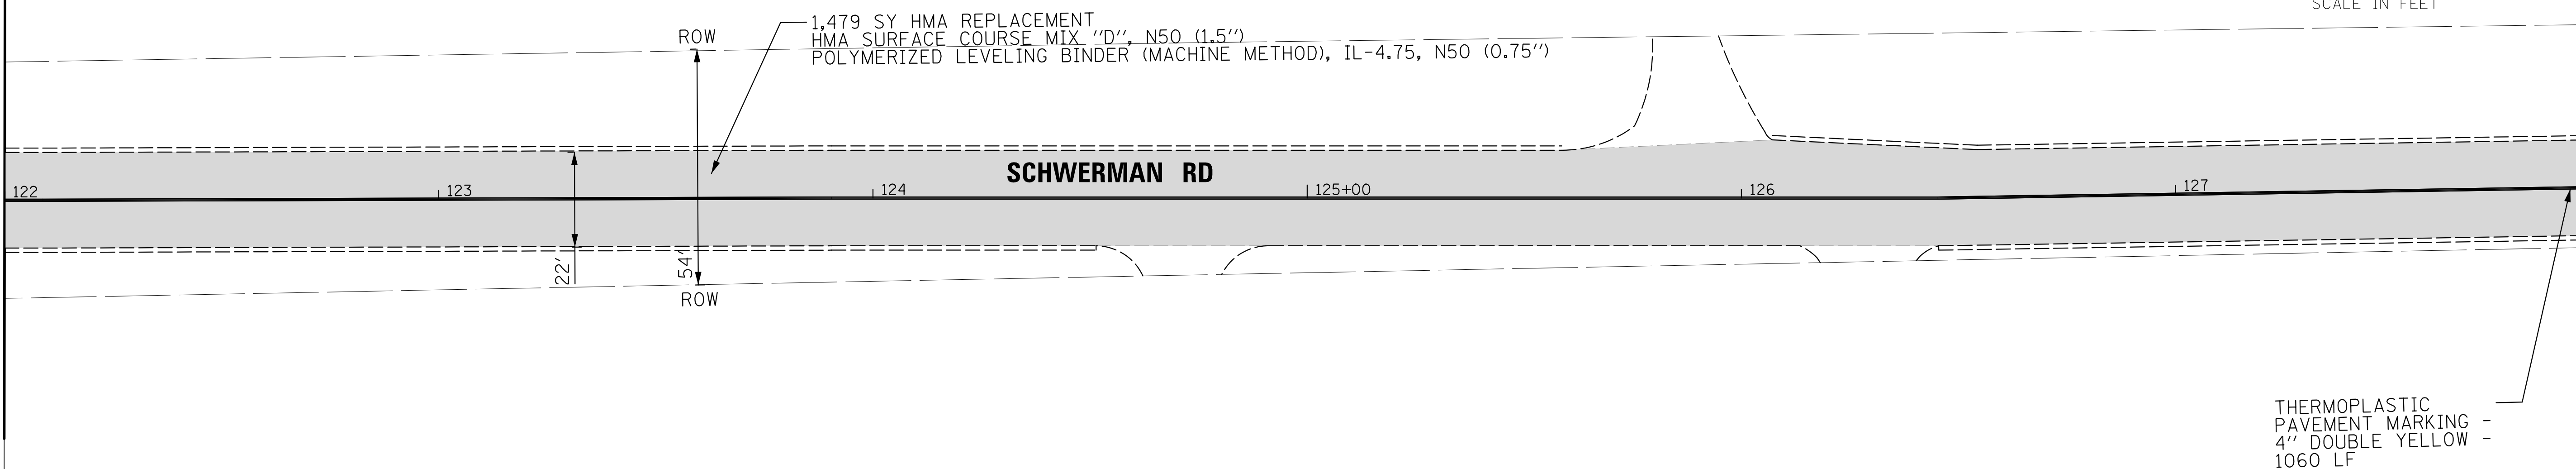 SCALE IN FEET
1,479 SY HMA REPLACEMENT
HMA SURFACE COURSE MIX "D", N50 (1.5")
POLYMERIZED LEVELING BINDER (MACHINE METHOD), IL-4.75, N50 (0.75")
ROW
SCHWERMAN RD
122
123
124
125+00
126
127
22'
54'
ROW
THERMOPLASTIC
PAVEMENT MARKING -
4" DOUBLE YELLOW -
1060 LF